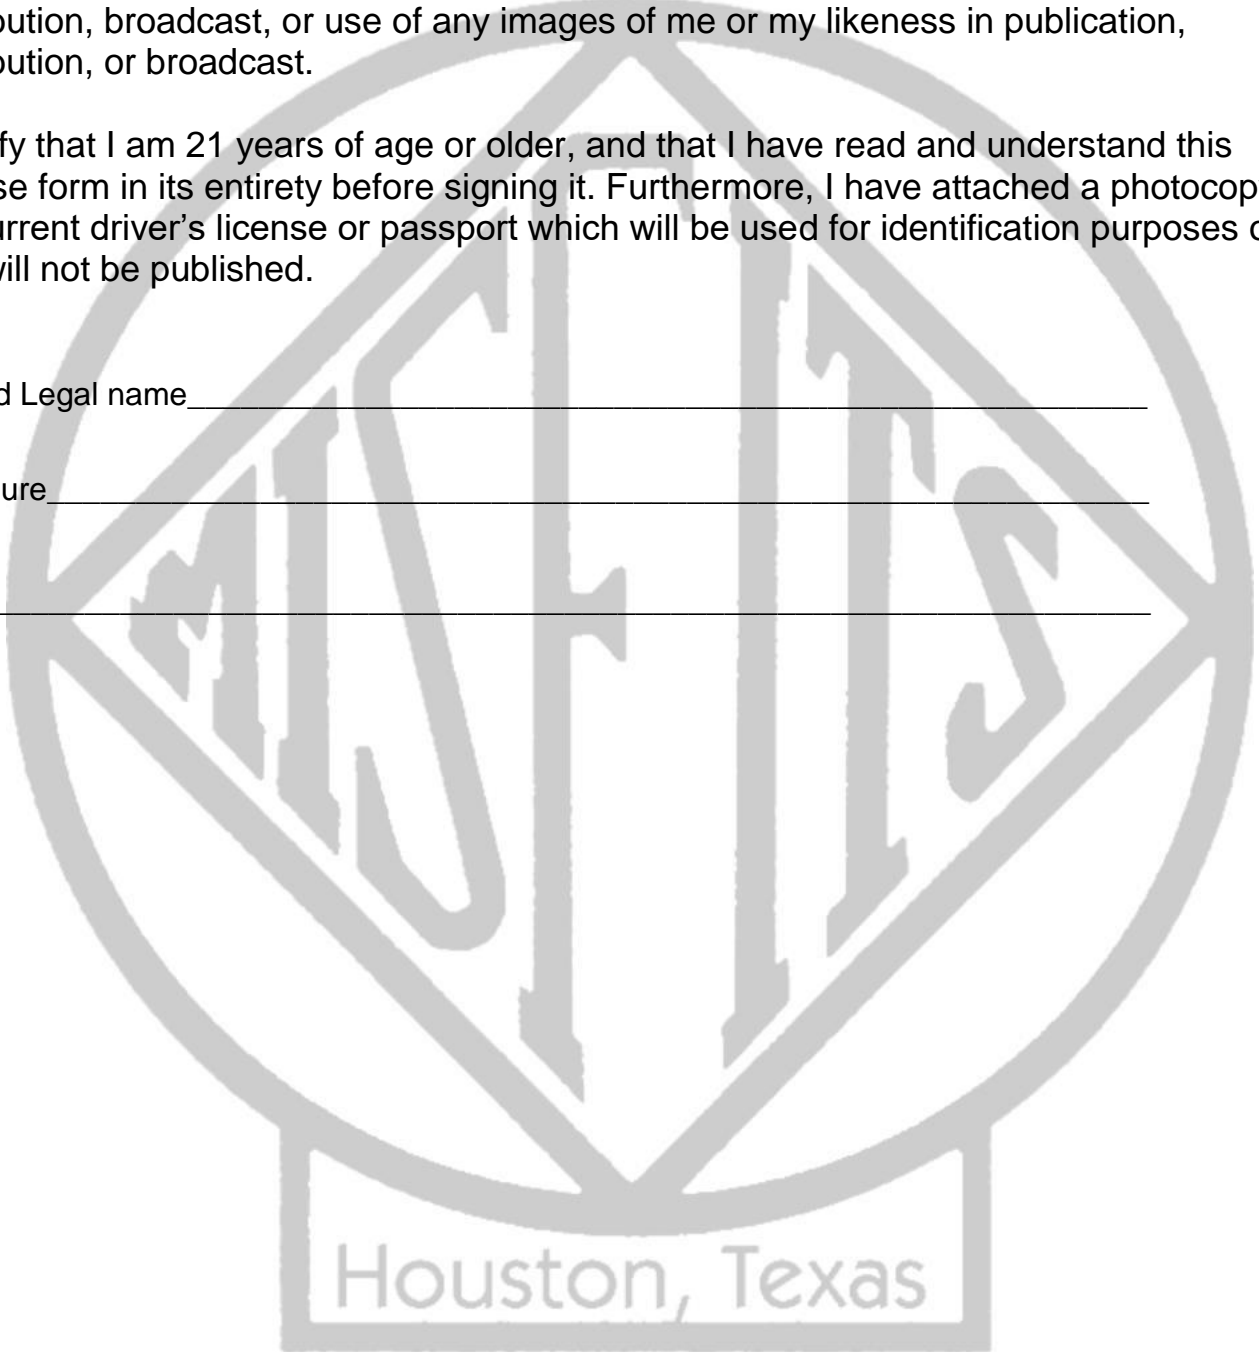 bution, broadcast, or use of any images of me or my likeness in publication,
bution, or broadcast.
fy that I am 21 years of age or older, and that I have read and understand this
se form in its entirety before signing it. Furthermore, I have attached a photocop
urrent driver’s license or passport which will be used for identification purposes o
will not be published.
d Legal name
ure
MISFITS
Houston, Texas